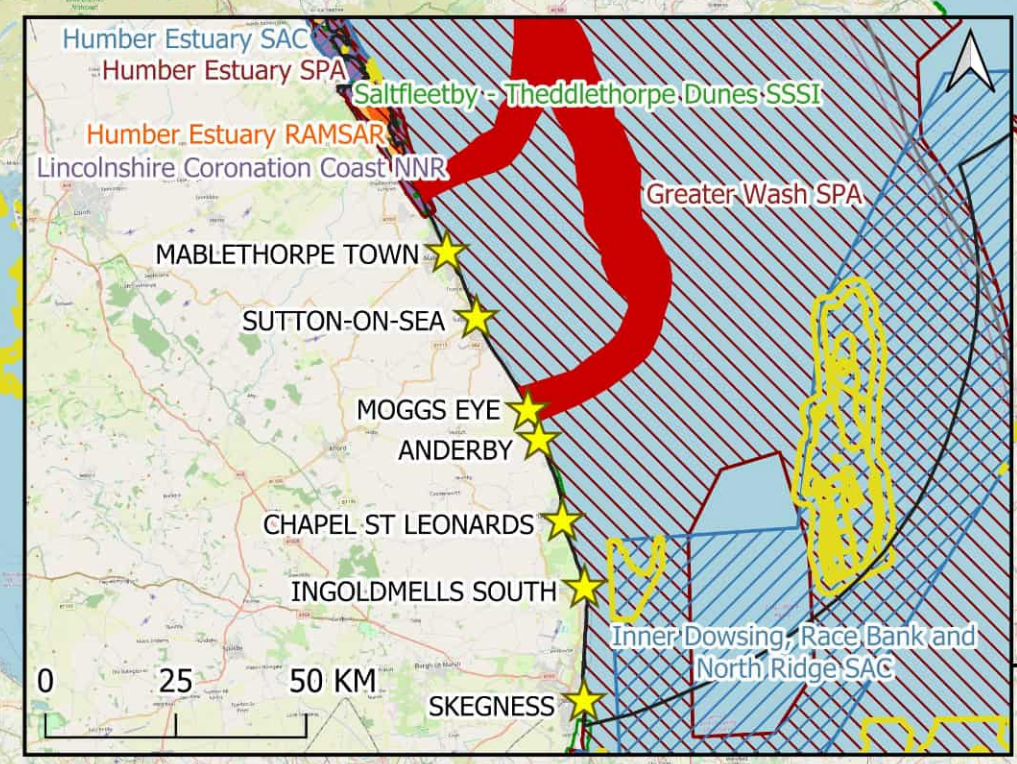 Humber Estuary SAC
Humber Estuary SPA
Saltfleetby - Theddlethorpe Dunes SSSI
Humber Estuary RAMSAR
Lincolnshire Coronation Coast NNR
Greater Wash SPA
MABLETHORPE TOWN
SUTTON-ON-SEA
MOGGS EYE
ANDERBY
CHAPEL ST LEONARDS
INGOLDMELLS SOUTH
Inner Dowsing, Race Bank and
North Ridge SAC
0 25 50 KM
SKEGNESS